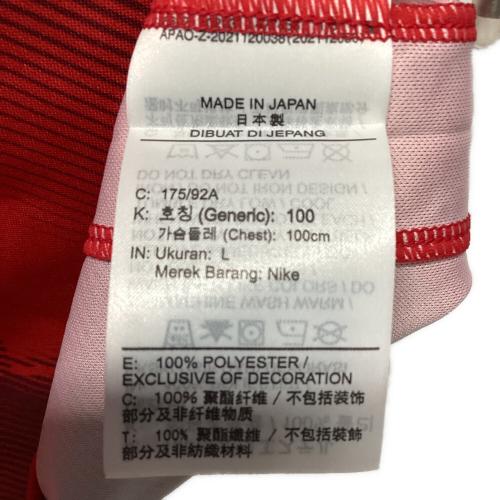 APAO-Z-2021120038(20211
MADE IN JAPAN
日本製
DIBUAT DI JEPANG
C: 175/92A
K: 호칭 (Generic): 100
가슴둘레 (Chest): 100cm
IN: Ukuran: L
Merek Barang: Nike
E: 100% POLYESTER /
EXCLUSIVE OF DECORATION
C: 100% 聚酯纤维 / 不包括装饰
部分及非纤维物质
T: 100% 聚酯纖維 / 不包括裝飾
部分及非紡織材料